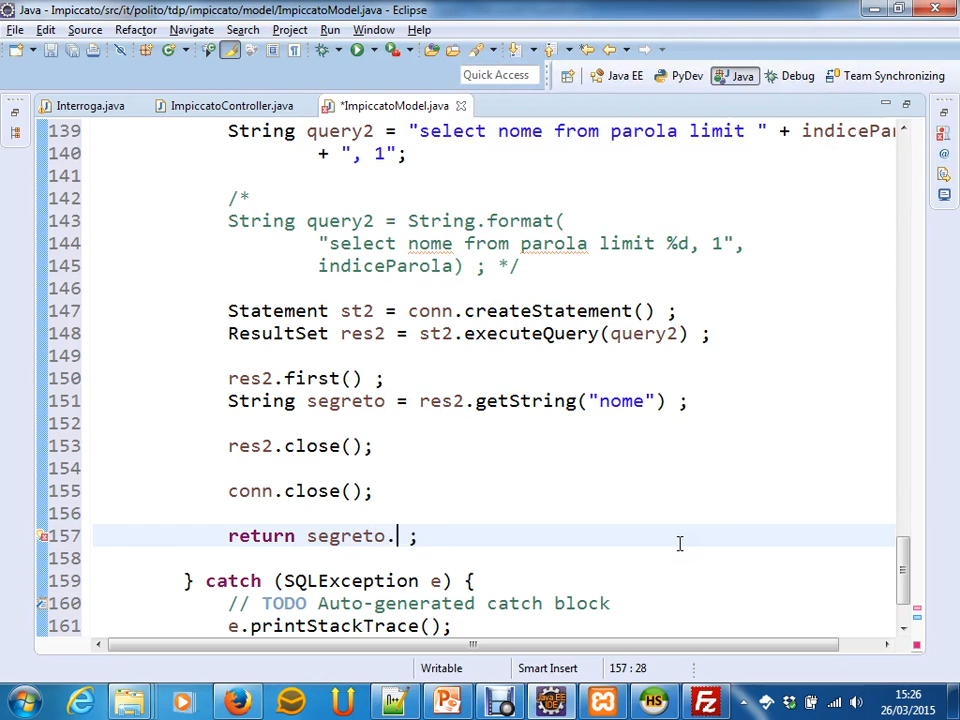 Java - Impiccato/src/it/polito/tdp/impiccato/model/ImpiccatoModel.java - Eclipse
File Edit Source Refactor Navigate Search Project Run Window Help
Quick Access Java EE PyDev Java Debug Team Synchronizing
Interroga.java ImpiccatoController.java *ImpiccatoModel.java
139 String query2 = "select nome from parola limit " + indicePar
140 + ", 1";
141
142 /*
143 String query2 = String.format(
144 "select nome from parola limit %d, 1",
145 indiceParola) ; */
146
147 Statement st2 = conn.createStatement() ;
148 ResultSet res2 = st2.executeQuery(query2) ;
149
150 res2.first() ;
151 String segreto = res2.getString("nome") ;
152
153 res2.close();
154
155 conn.close();
156
157 return segreto. ;
158
159 } catch (SQLException e) {
160 // TODO Auto-generated catch block
161 e.printStackTrace();
Writable Smart Insert 157 : 28
15:26
26/03/2015